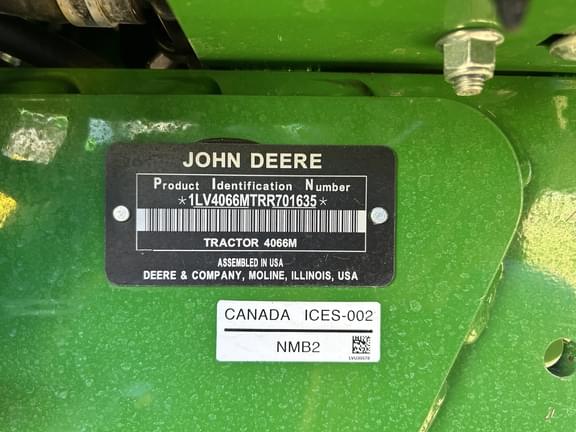 JOHN DEERE
Product Identification Number
*1LV4066MTRR701635*
TRACTOR 4066M
ASSEMBLED IN USA
DEERE & COMPANY, MOLINE, ILLINOIS, USA
CANADA ICES-002
NMB2